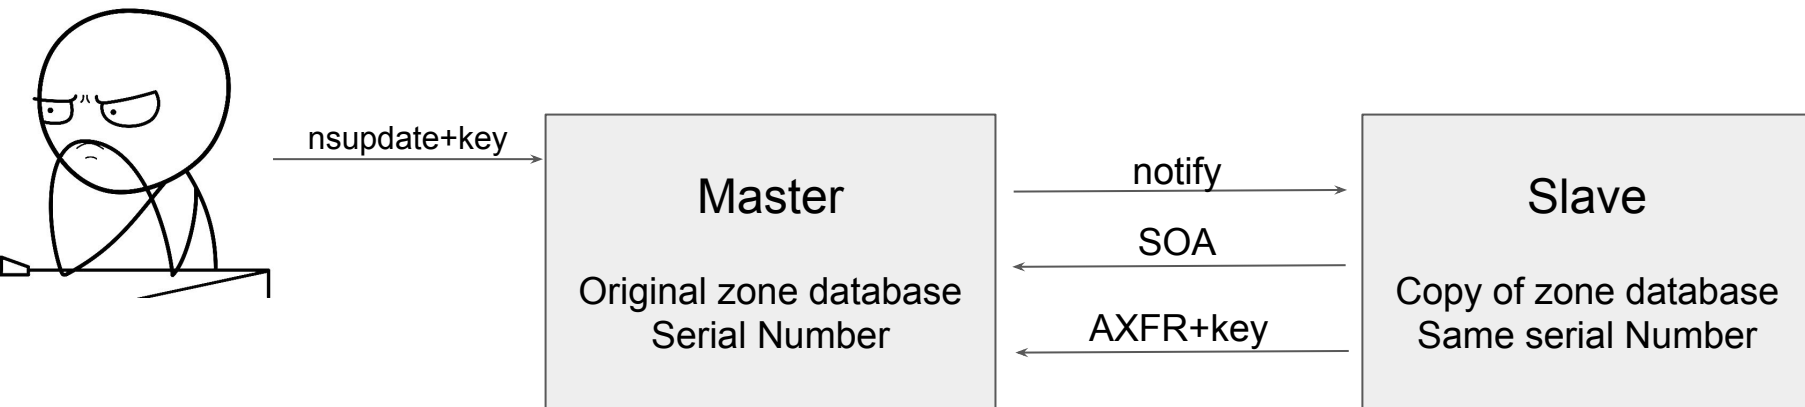 nsupdate+key
Master
Original zone database
Serial Number
notify
SOA
AXFR+key
Slave
Copy of zone database
Same serial Number